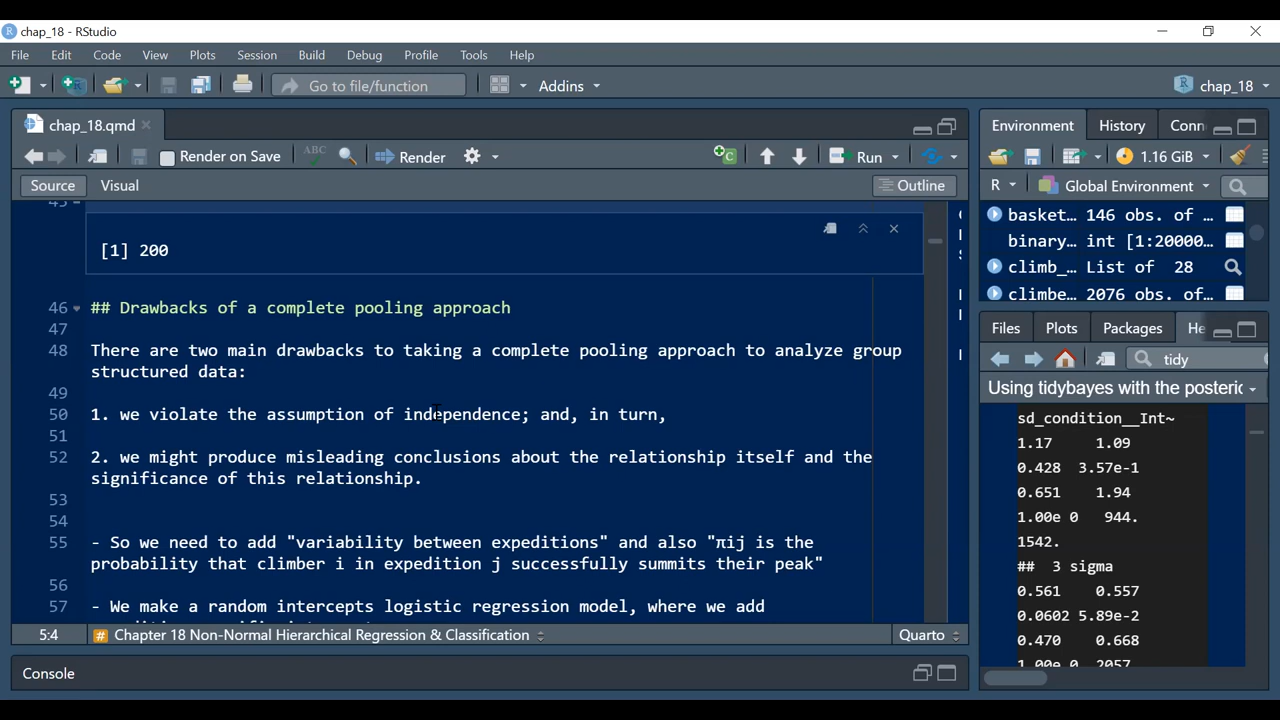 chap_18 - RStudio
File Edit Code View Plots Session Build Debug Profile Tools Help
Go to file/function Addins chap_18
chap_18.qmd
Render on Save ABC Render Run
Source Visual Outline
[1] 200
46 ## Drawbacks of a complete pooling approach
47
48 There are two main drawbacks to taking a complete pooling approach to analyze group
structured data:
49
50 1. we violate the assumption of independence; and, in turn,
51
52 2. we might produce misleading conclusions about the relationship itself and the
significance of this relationship.
53
54
55 - So we need to add "variability between expeditions" and also "πij is the
probability that climber i in expedition j successfully summits their peak"
56
57 - We make a random intercepts logistic regression model, where we add
5:4 Chapter 18 Non-Normal Hierarchical Regression & Classification Quarto
Console
Environment History Conn
1.16 GiB
R Global Environment
basket… 146 obs. of …
binary… int [1:20000…
climb_… List of 28
climbe… 2076 obs. of…
Files Plots Packages He
tidy
Using tidybayes with the posteric
sd_condition__Int~
1.17 1.09
0.428 3.57e-1
0.651 1.94
1.00e 0 944.
1542.
## 3 sigma
0.561 0.557
0.0602 5.89e-2
0.470 0.668
1.00e 0 2057